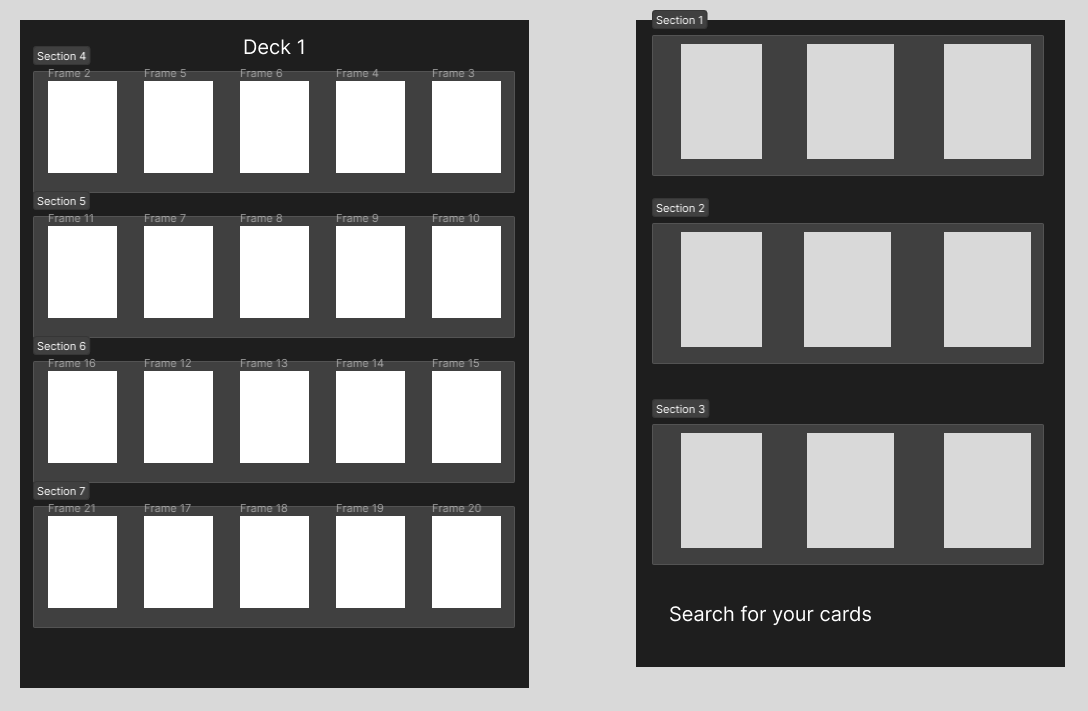 Deck 1
Section 4
Frame 2 Frame 5 Frame 6 Frame 4 Frame 3
Section 5
Frame 11 Frame 7 Frame 8 Frame 9 Frame 10
Section 6
Frame 16 Frame 12 Frame 13 Frame 14 Frame 15
Section 7
Frame 21 Frame 17 Frame 18 Frame 19 Frame 20
Section 1
Section 2
Section 3
Search for your cards